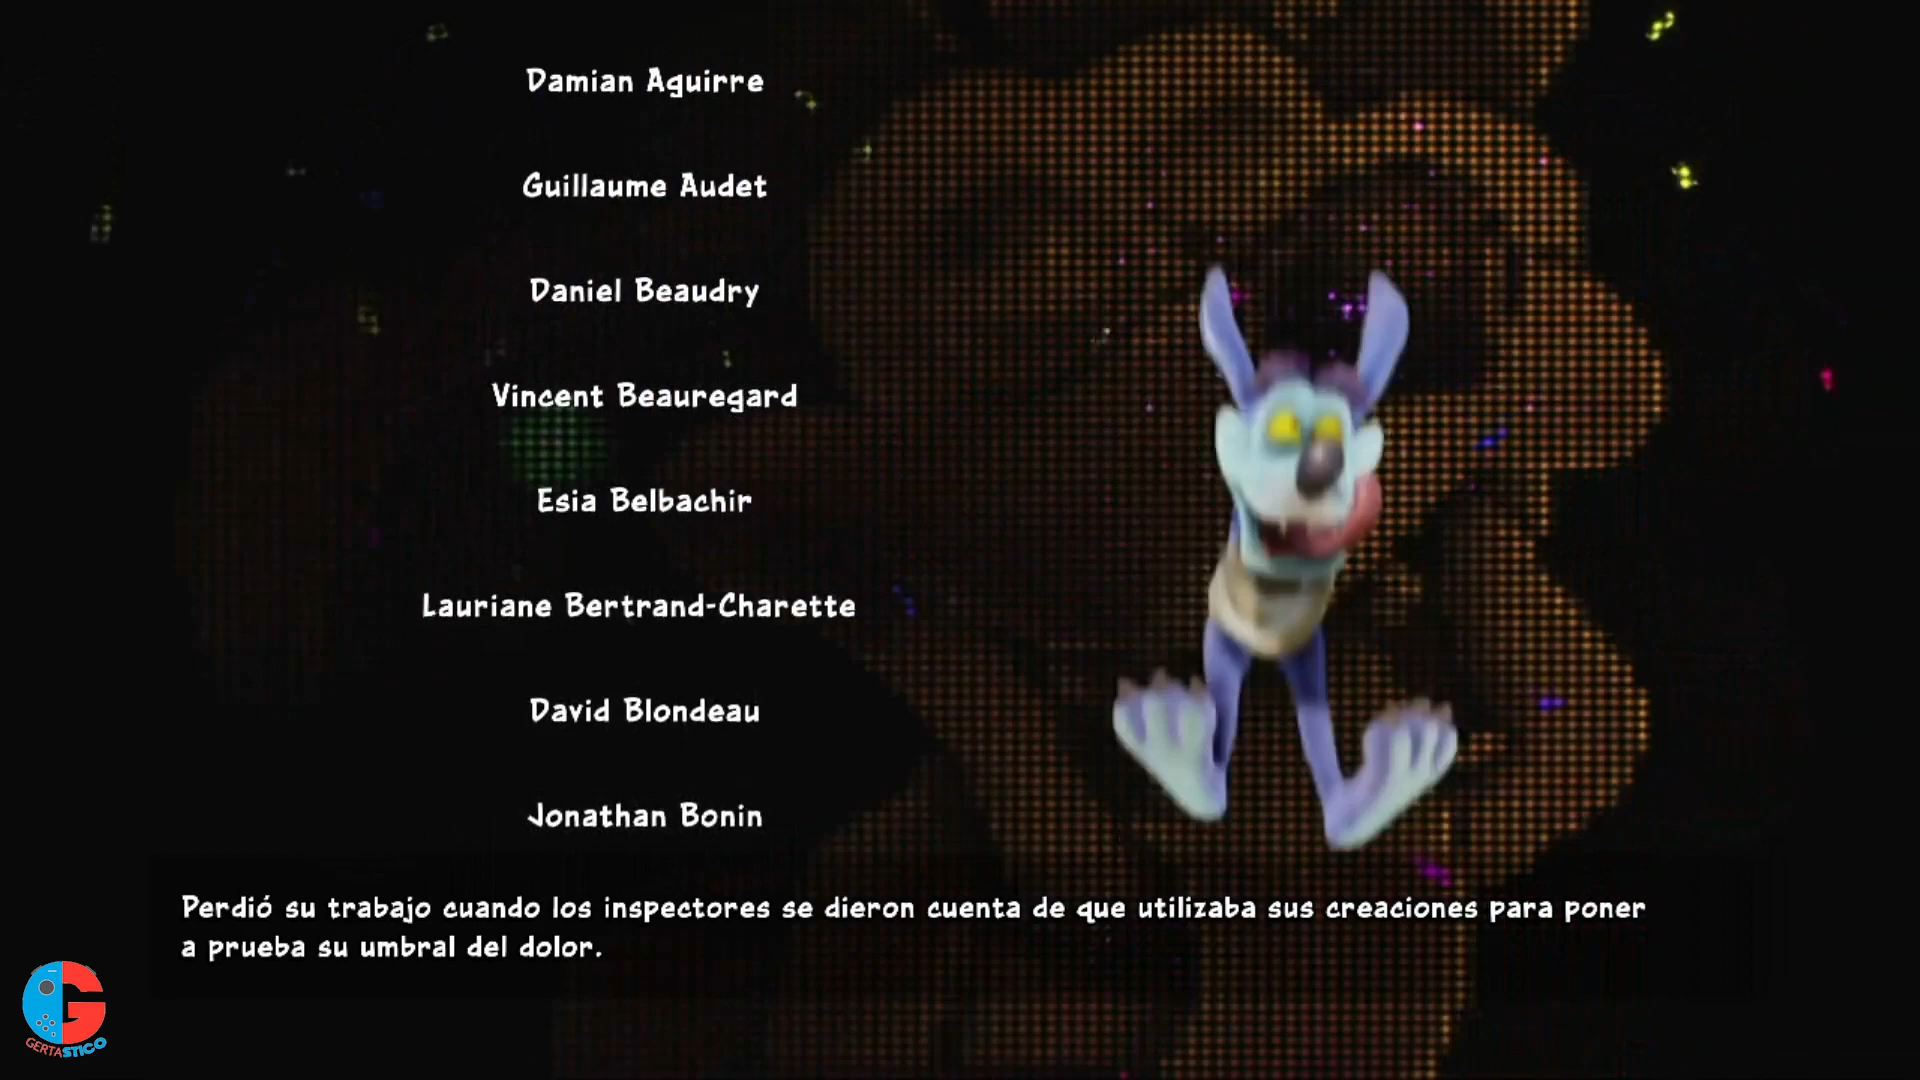 Damian Aguirre
Guillaume Audet
Daniel Beaudry
Vincent Beauregard
Esia Belbachir
Lauriane Bertrand-Charette
David Blondeau
Jonathan Bonin
Perdió su trabajo cuando los inspectores se dieron cuenta de que utilizaba sus creaciones para poner
a prueba su umbral del dolor.
GERTASTICO